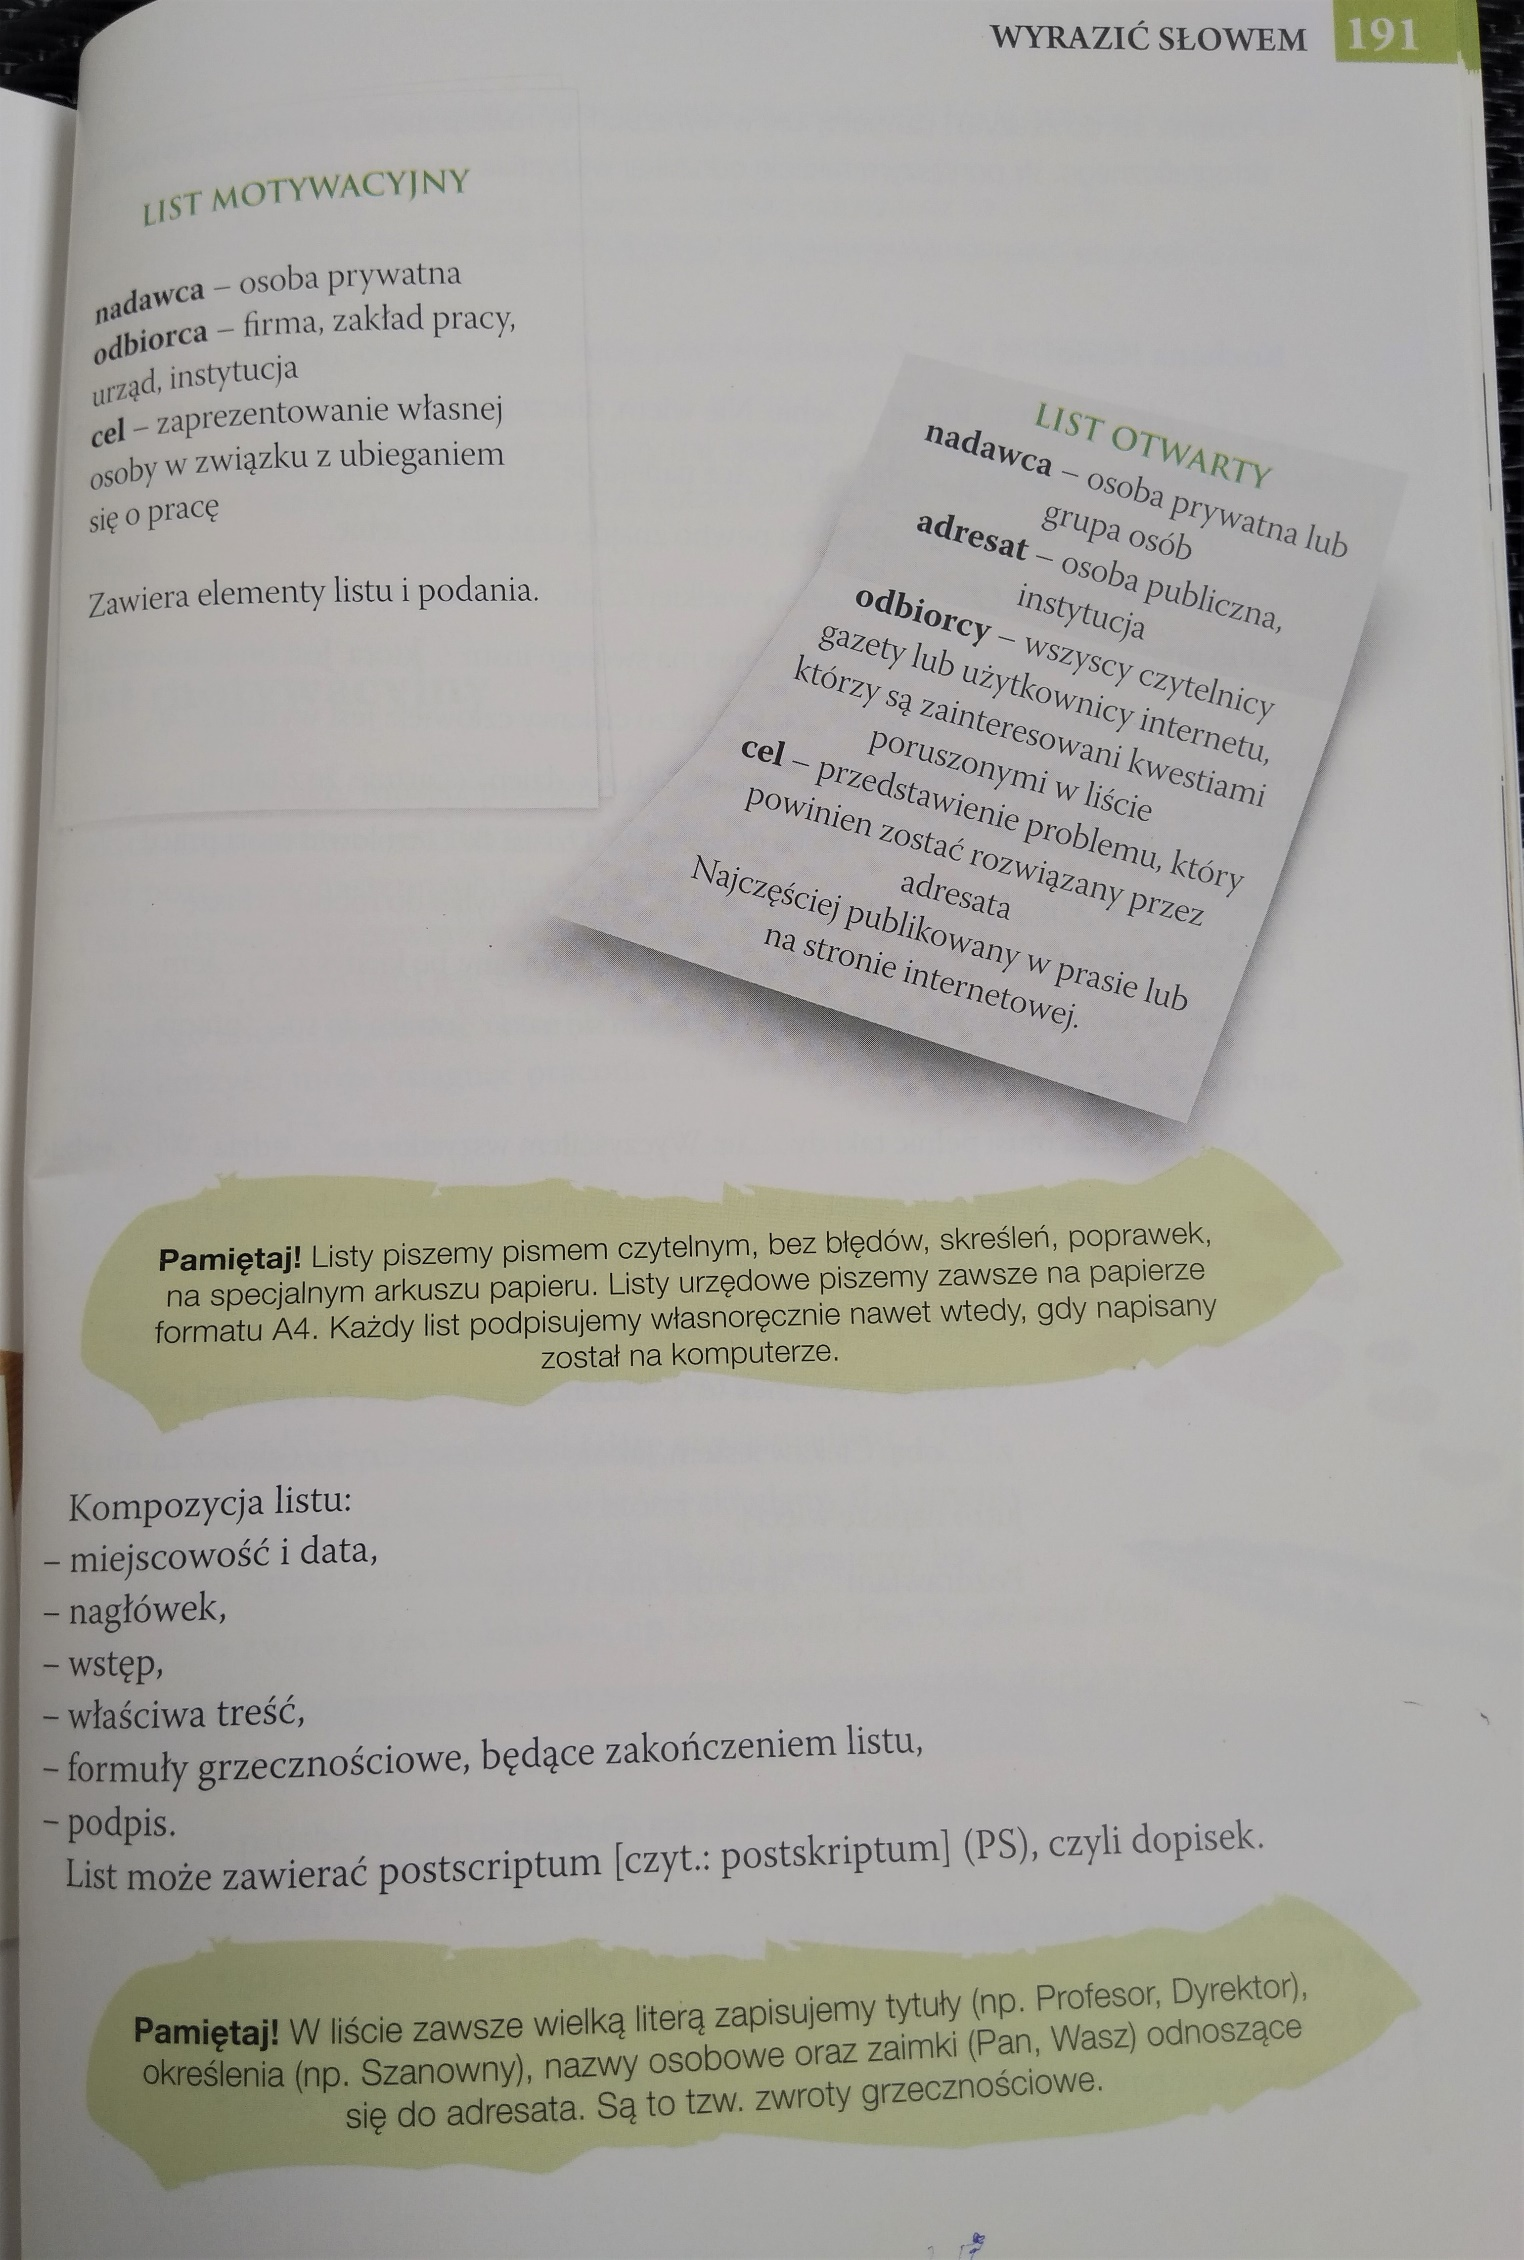 WYRAZIĆ SŁOWEM 191
LIST MOTYWACYJNY
nadawca – osoba prywatna
odbiorca – firma, zakład pracy,
urząd, instytucja
cel – zaprezentowanie własnej
osoby w związku z ubieganiem
się o pracę
Zawiera elementy listu i podania.
LIST OTWARTY
nadawca – osoba prywatna lub
grupa osób
adresat – osoba publiczna,
instytucja
odbiorcy – wszyscy czytelnicy
gazety lub użytkownicy internetu,
którzy są zainteresowani kwestiami
poruszonymi w liście
cel – przedstawienie problemu, który
powinien zostać rozwiązany przez
adresata
Najczęściej publikowany w prasie lub
na stronie internetowej.
Pamiętaj! Listy piszemy pismem czytelnym, bez błędów, skreśleń, poprawek,
na specjalnym arkuszu papieru. Listy urzędowe piszemy zawsze na papierze
formatu A4. Każdy list podpisujemy własnoręcznie nawet wtedy, gdy napisany
został na komputerze.
Kompozycja listu:
– miejscowość i data,
– nagłówek,
– wstęp,
– właściwa treść,
– formuły grzecznościowe, będące zakończeniem listu,
– podpis.
List może zawierać postscriptum [czyt.: postskriptum] (PS), czyli dopisek.
Pamiętaj! W liście zawsze wielką literą zapisujemy tytuły (np. Profesor, Dyrektor),
określenia (np. Szanowny), nazwy osobowe oraz zaimki (Pan, Wasz) odnoszące
się do adresata. Są to tzw. zwroty grzecznościowe.